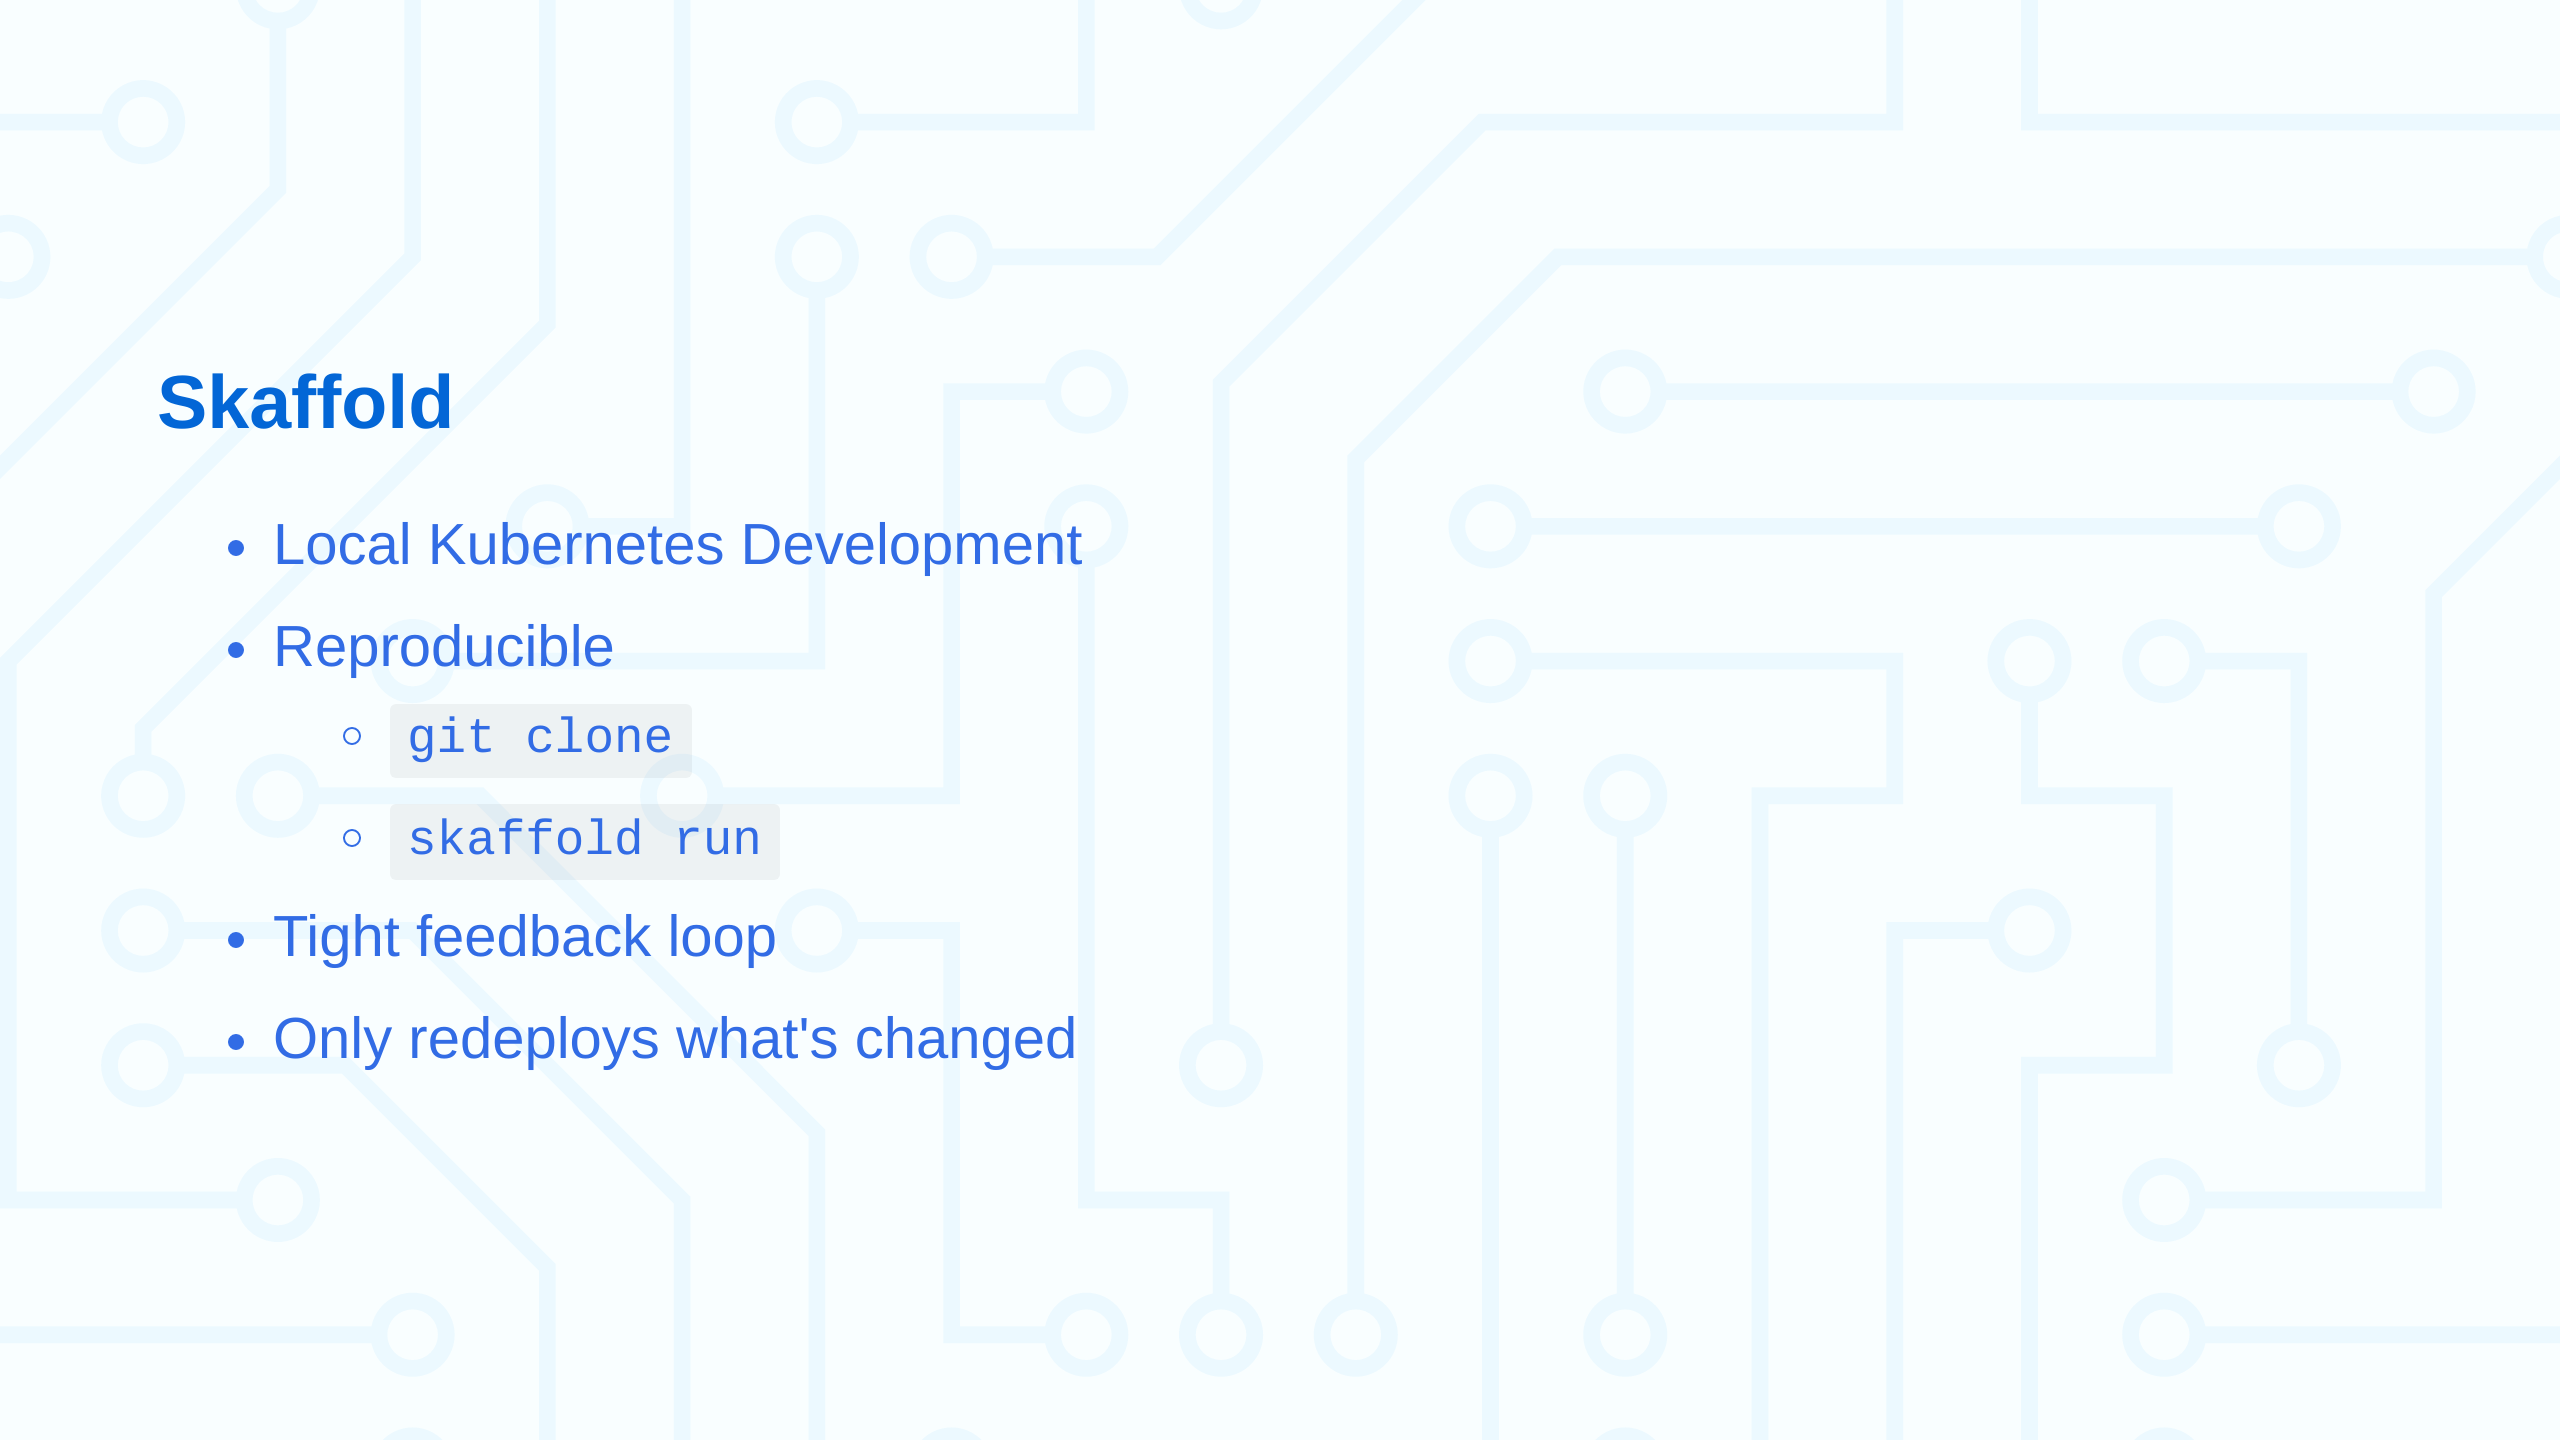 Skaffold
Local Kubernetes Development
Reproducible
git clone
skaffold run
Tight feedback loop
Only redeploys what's changed